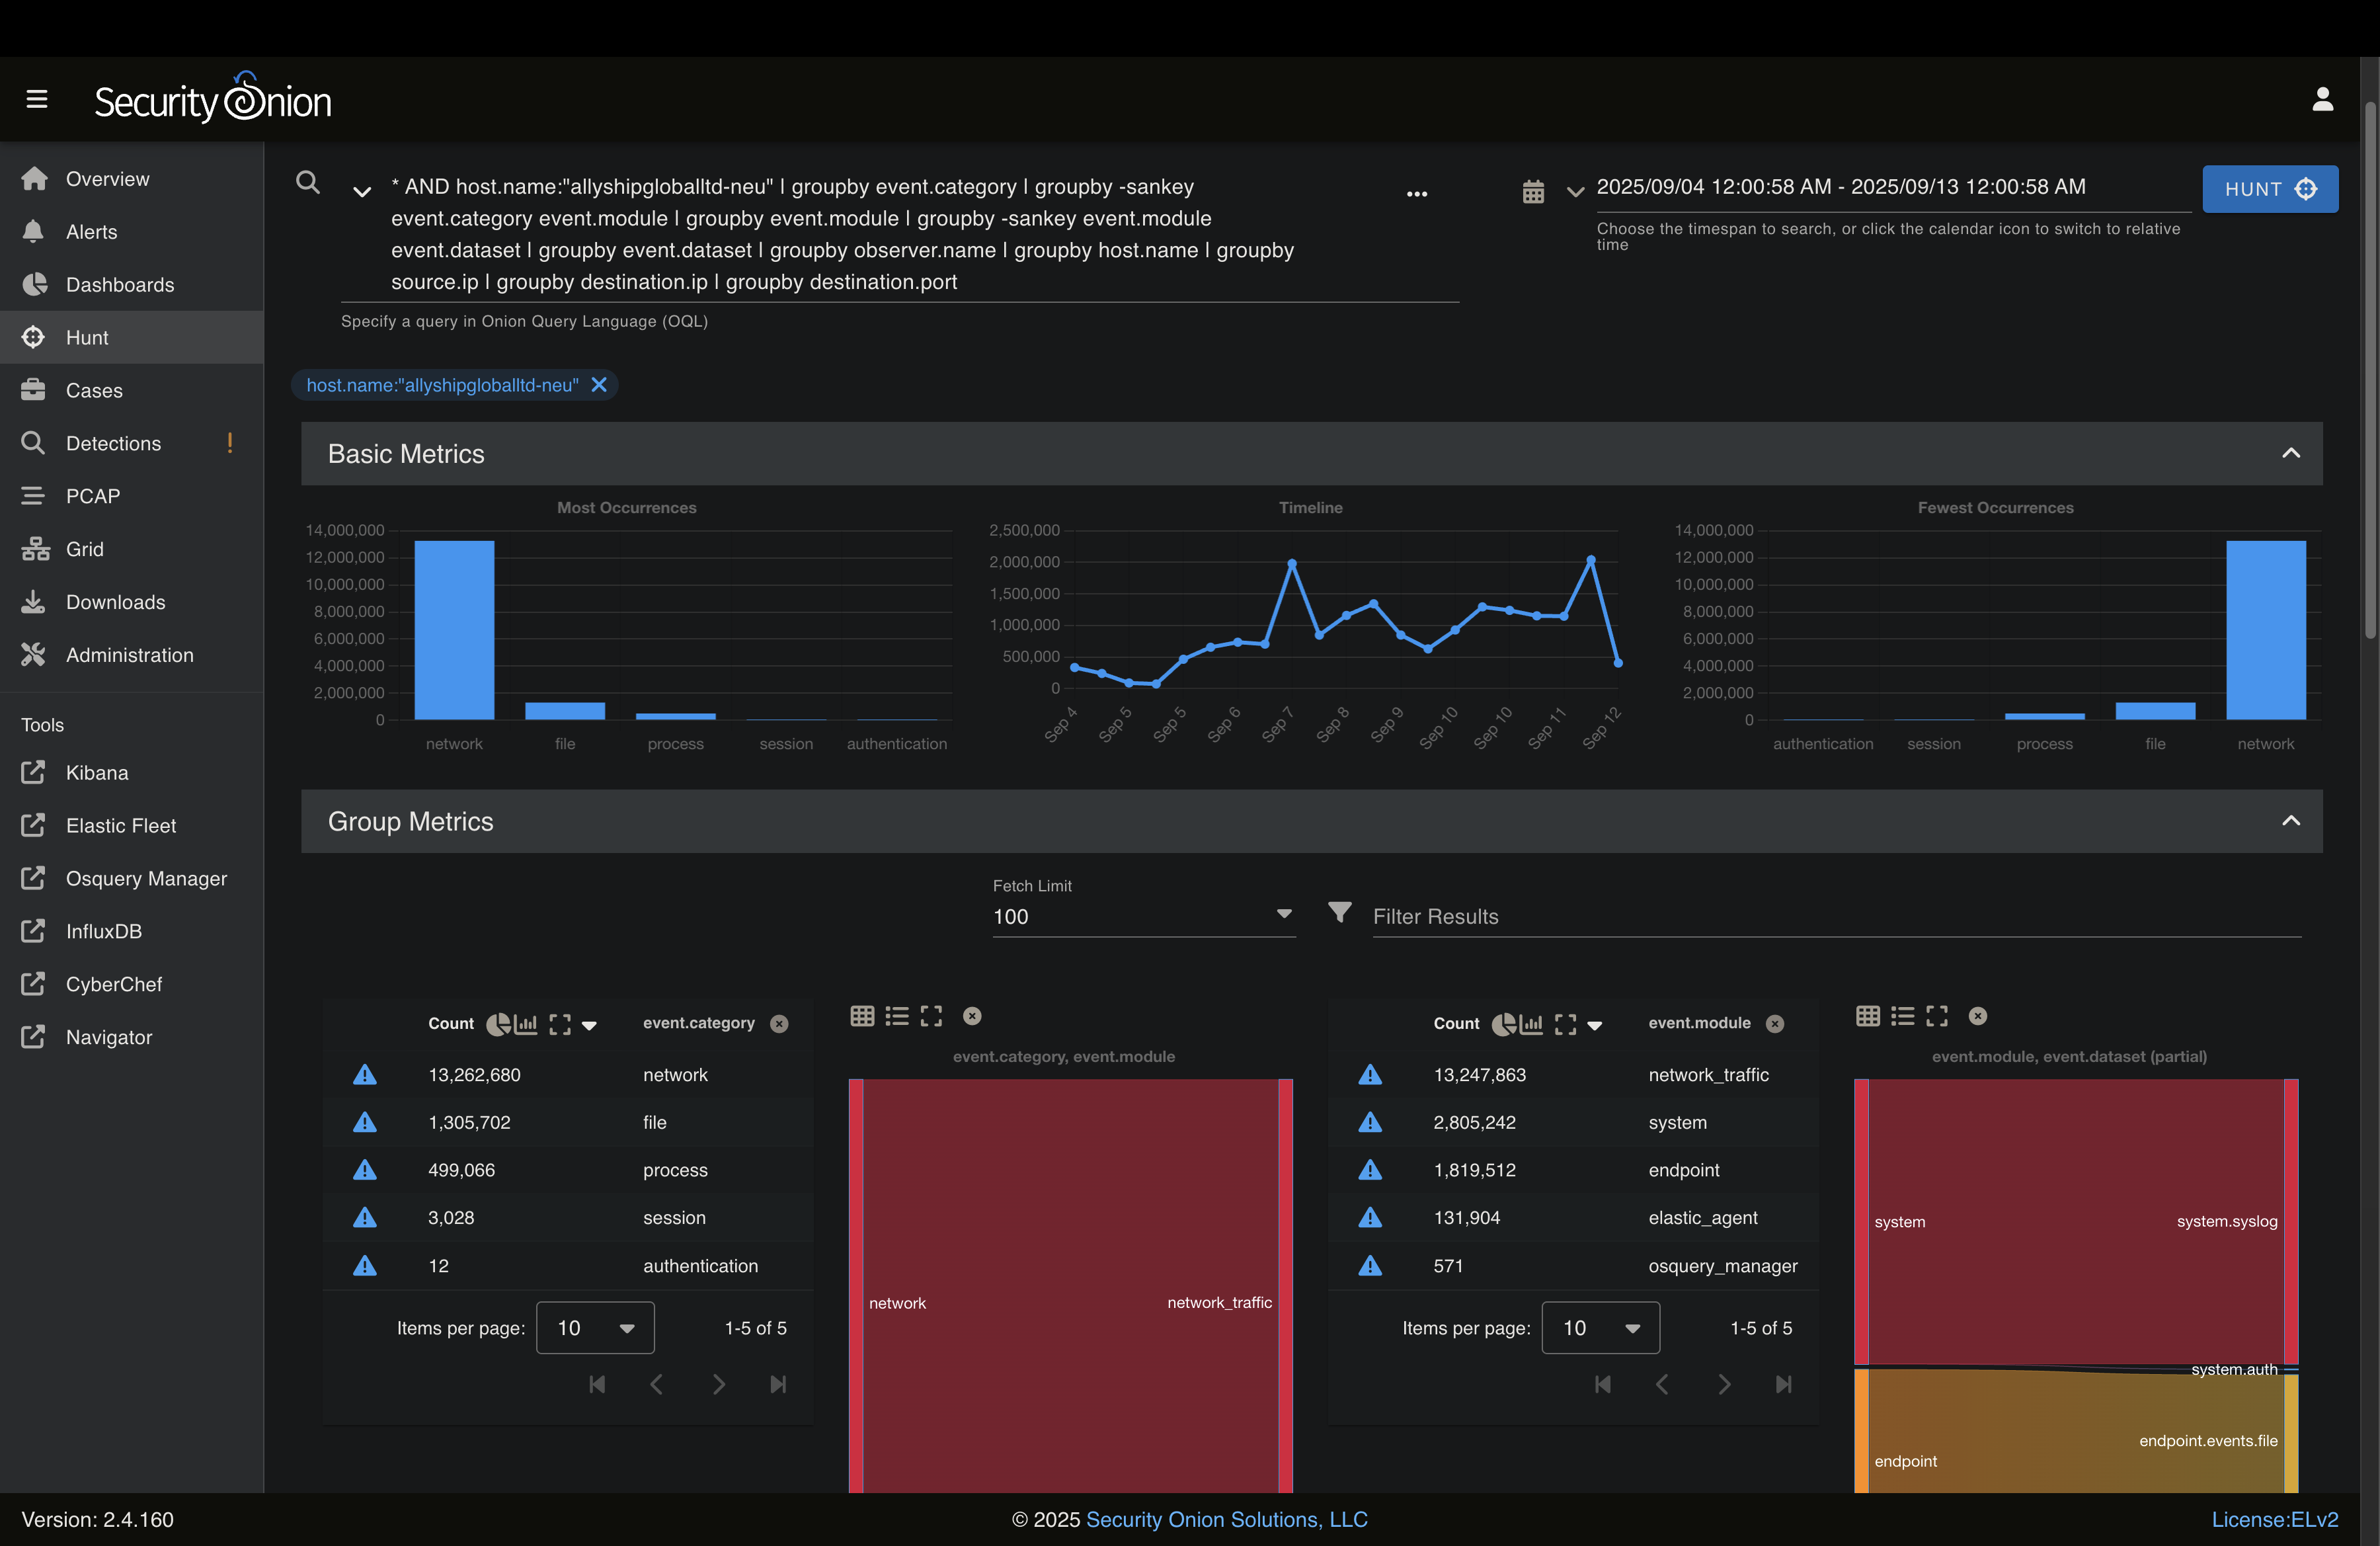 Security Onion
Overview
Alerts
Dashboards
Hunt
Cases
Detections !
PCAP
Grid
Downloads
Administration
Tools
Kibana
Elastic Fleet
Osquery Manager
InfluxDB
CyberChef
Navigator
* AND host.name:"allyshipgloballtd-neu" | groupby event.category | groupby -sankey
event.category event.module | groupby event.module | groupby -sankey event.module
event.dataset | groupby event.dataset | groupby observer.name | groupby host.name | groupby
source.ip | groupby destination.ip | groupby destination.port
Specify a query in Onion Query Language (OQL)
2025/09/04 12:00:58 AM - 2025/09/13 12:00:58 AM
Choose the timespan to search, or click the calendar icon to switch to relative
time
HUNT
host.name:"allyshipgloballtd-neu"
Basic Metrics
Most Occurrences
14,000,000
12,000,000
10,000,000
8,000,000
6,000,000
4,000,000
2,000,000
0
network file process session authentication
Timeline
2,500,000
2,000,000
1,500,000
1,000,000
500,000
0
Sep 4 Sep 5 Sep 5 Sep 6 Sep 7 Sep 8 Sep 9 Sep 10 Sep 10 Sep 11 Sep 12
Fewest Occurrences
14,000,000
12,000,000
10,000,000
8,000,000
6,000,000
4,000,000
2,000,000
0
authentication session process file network
Group Metrics
Fetch Limit
100
Filter Results
Count event.category
13,262,680 network
1,305,702 file
499,066 process
3,028 session
12 authentication
Items per page: 10 1-5 of 5
event.category, event.module
network network_traffic
Count event.module
13,247,863 network_traffic
2,805,242 system
1,819,512 endpoint
131,904 elastic_agent
571 osquery_manager
Items per page: 10 1-5 of 5
event.module, event.dataset (partial)
system system.syslog
system.auth
endpoint.events.file
endpoint
Version: 2.4.160
© 2025 Security Onion Solutions, LLC
License:ELv2